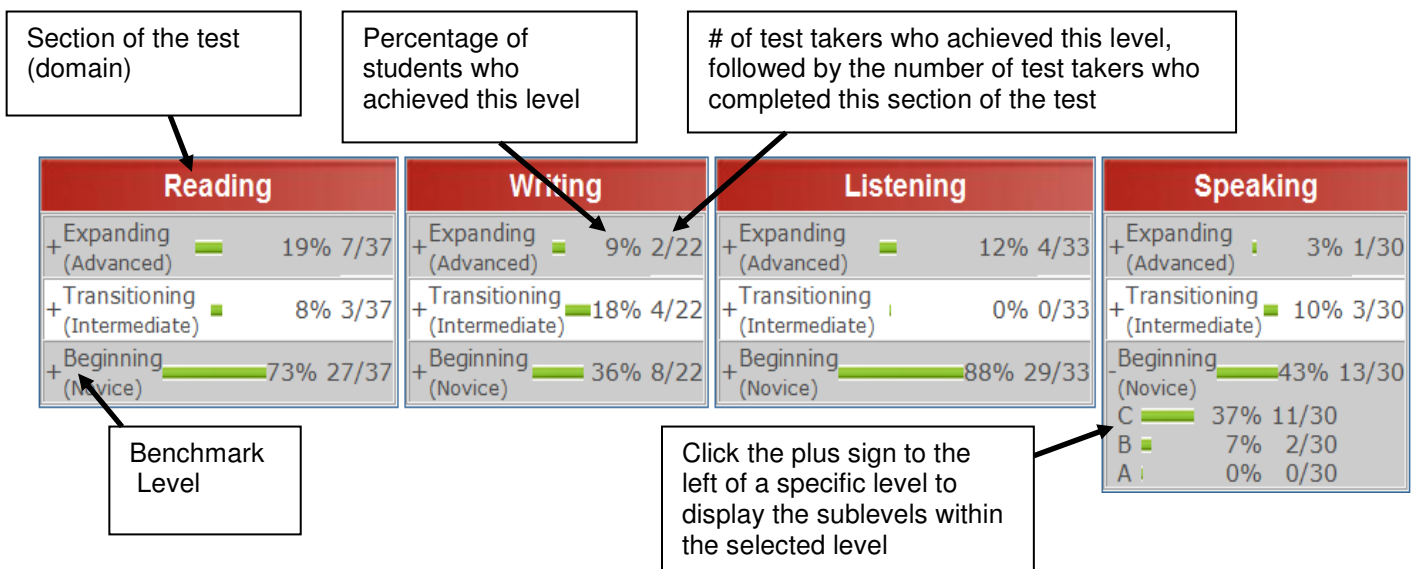 Section of the test
(domain)
Percentage of
students who
achieved this level
# of test takers who achieved this level,
followed by the number of test takers who
completed this section of the test
Reading
+Expanding
(Advanced)
19% 7/37
+Transitioning
(Intermediate)
8% 3/37
+Beginning
(Novice)
73% 27/37
Writing
+Expanding
(Advanced)
9% 2/22
+Transitioning
(Intermediate)
18% 4/22
+Beginning
(Novice)
36% 8/22
Listening
+Expanding
(Advanced)
12% 4/33
+Transitioning
(Intermediate)
0% 0/33
+Beginning
(Novice)
88% 29/33
Speaking
+Expanding
(Advanced)
3% 1/30
+Transitioning
(Intermediate)
10% 3/30
-Beginning
(Novice)
43% 13/30
C 37% 11/30
B 7% 2/30
A 0% 0/30
Benchmark
Level
Click the plus sign to the
left of a specific level to
display the sublevels within
the selected level